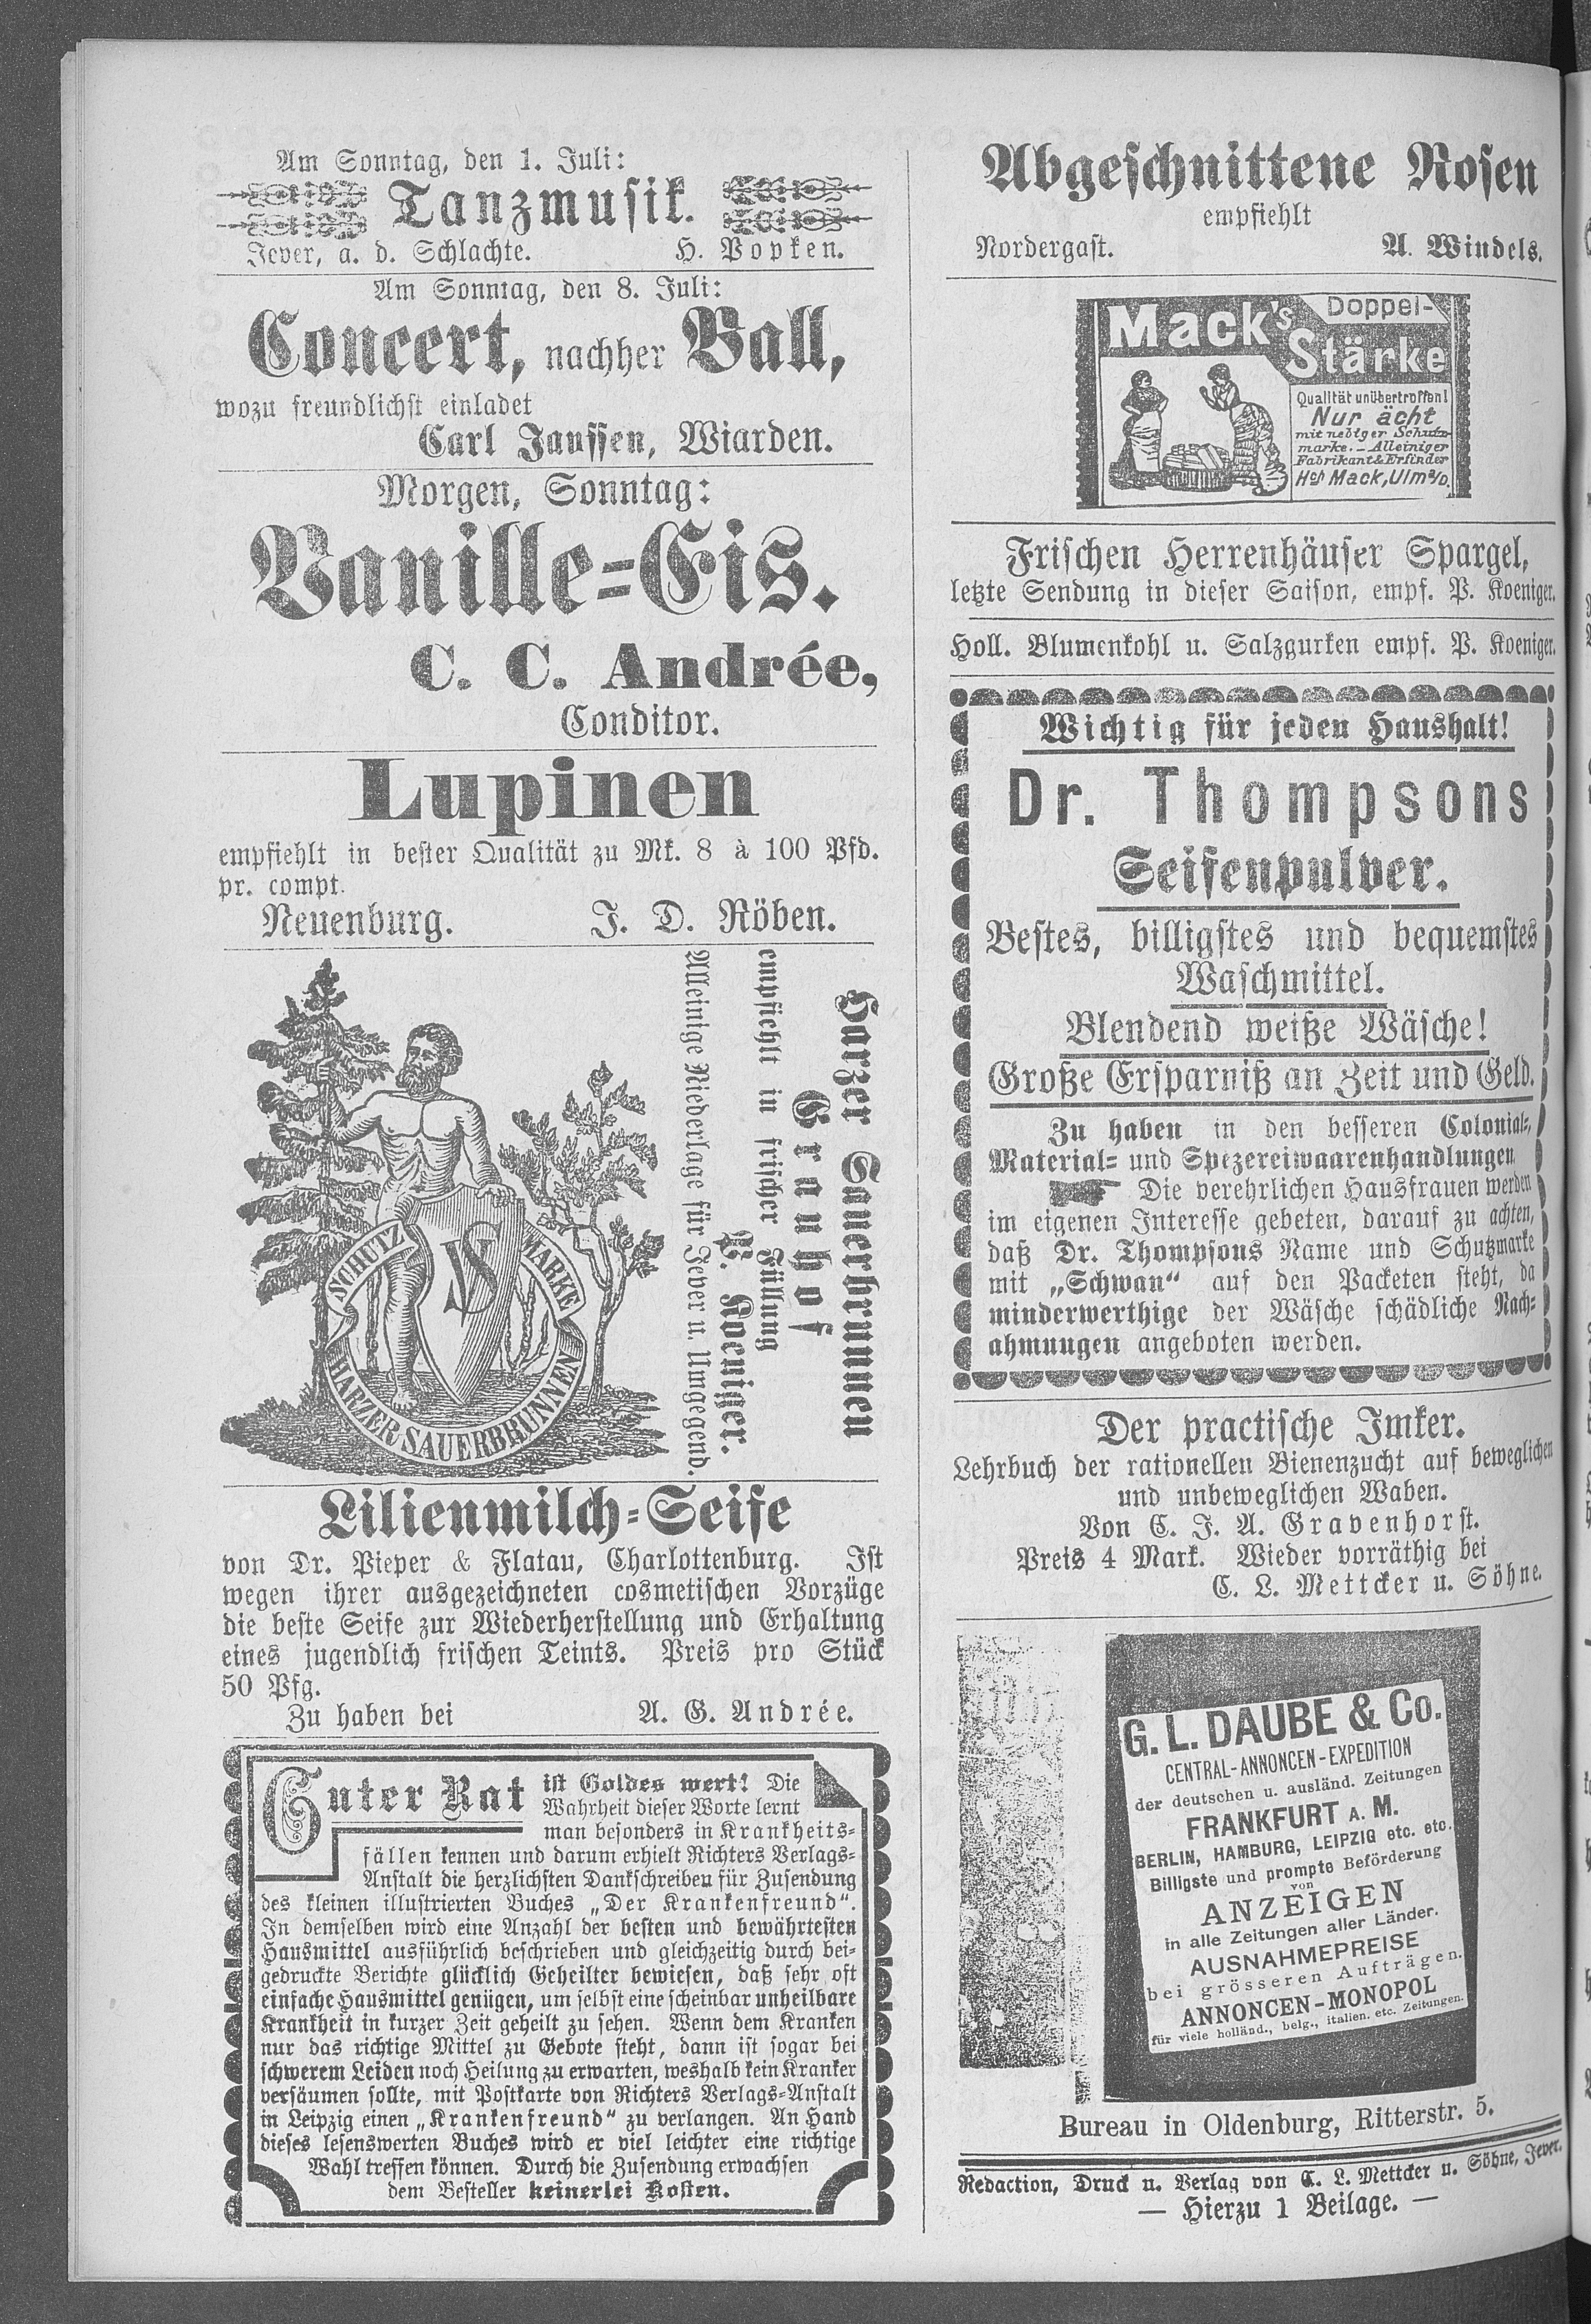 Am Sonntag, den 1. Juli:
Tanzmusik.
Jever, a. d. Schlachte. H. Popken.
Am Sonntag, den 8. Juli:
Concert, nachher Ball,
wozu freundlichst einladet
Carl Janssen, Wiarden.
Morgen, Sonntag:
Vanille-Eis.
C. C. Andrée,
Conditor.
Lupinen
empfiehlt in bester Qualität zu Mk. 8 à 100 Pfd.
pr. compt.
Neuenburg. J. D. Röben.
Harzer Sauerbrunnen
Grauhof
empfiehlt in frischer Füllung
P. Koeniger.
Alleinige Niederlage für Jever u. Umgegend.
SCHUTZ MARKE
HARZER SAUERBRUNNEN
Lilienmilch-Seife
von Dr. Pieper & Flatau, Charlottenburg. Ist
wegen ihrer ausgezeichneten cosmetischen Vorzüge
die beste Seife zur Wiederherstellung und Erhaltung
eines jugendlich frischen Teints. Preis pro Stück
50 Pfg.
Zu haben bei A. G. Andrée.
Guter Rat ist Goldes wert! Die
Wahrheit dieser Worte lernt
man besonders in Krankheits-
fällen kennen und darum erhielt Richters Verlags-
Anstalt die herzlichsten Dankschreiben für Zusendung
des kleinen illustrierten Buches „Der Krankenfreund“.
In demselben wird eine Anzahl der besten und bewährtesten
Hausmittel ausführlich beschrieben und gleichzeitig durch bei-
gedruckte Berichte glücklich Geheilter bewiesen, daß sehr oft
einfache Hausmittel genügen, um selbst eine scheinbar unheilbare
Krankheit in kurzer Zeit geheilt zu sehen. Wenn dem Kranken
nur das richtige Mittel zu Gebote steht, dann ist sogar bei
schwerem Leiden noch Heilung zu erwarten, weshalb kein Kranker
versäumen sollte, mit Postkarte von Richters Verlags-Anstalt
in Leipzig einen „Krankenfreund“ zu verlangen. An Hand
dieses lesenswerten Buches wird er viel leichter eine richtige
Wahl treffen können. Durch die Zusendung erwachsen
dem Besteller keinerlei Kosten.
Abgeschnittene Rosen
empfiehlt
Nordergast. A. Windels.
Mack's Doppel-
Stärke
Qualität unübertroffen!
Nur ächt
mit nebiger Schutz-
marke. – Alleiniger
Fabrikant & Erfinder
Hch Mack, Ulm a/D.
Frischen Herrenhäuser Spargel,
letzte Sendung in dieser Saison, empf. P. Koeniger.
Holl. Blumenkohl u. Salzgurken empf. P. Koeniger.
Wichtig für jeden Haushalt!
Dr. Thompsons
Seifenpulver.
Bestes, billigstes und bequemstes
Waschmittel.
Blendend weiße Wäsche!
Große Ersparniß an Zeit und Geld.
Zu haben in den besseren Colonial-,
Material- und Spezereiwaarenhandlungen
Die verehrlichen Hausfrauen werden
im eigenen Interesse gebeten, darauf zu achten,
daß Dr. Thompsons Name und Schutzmarke
mit „Schwan“ auf den Packeten steht, da
minderwerthige der Wäsche schädliche Nach-
ahmungen angeboten werden.
Der practische Imker.
Lehrbuch der rationellen Bienenzucht auf beweglichen
und unbeweglichen Waben.
Von C. J. A. Gravenhorst.
Preis 4 Mark. Wieder vorräthig bei
C. L. Mettcker u. Söhne.
G. L. DAUBE & Co.
CENTRAL-ANNONCEN-EXPEDITION
der deutschen u. ausländ. Zeitungen
FRANKFURT A. M.
BERLIN, HAMBURG, LEIPZIG etc. etc.
Billigste und prompte Beförderung
von
ANZEIGEN
in alle Zeitungen aller Länder.
AUSNAHMEPREISE
bei grösseren Aufträgen.
ANNONCEN-MONOPOL
für viele holländ., belg., italien. etc. Zeitungen.
Bureau in Oldenburg, Ritterstr. 5.
Redaction, Druck u. Verlag von C. L. Mettcker u. Söhne, Jever.
— Hierzu 1 Beilage. —